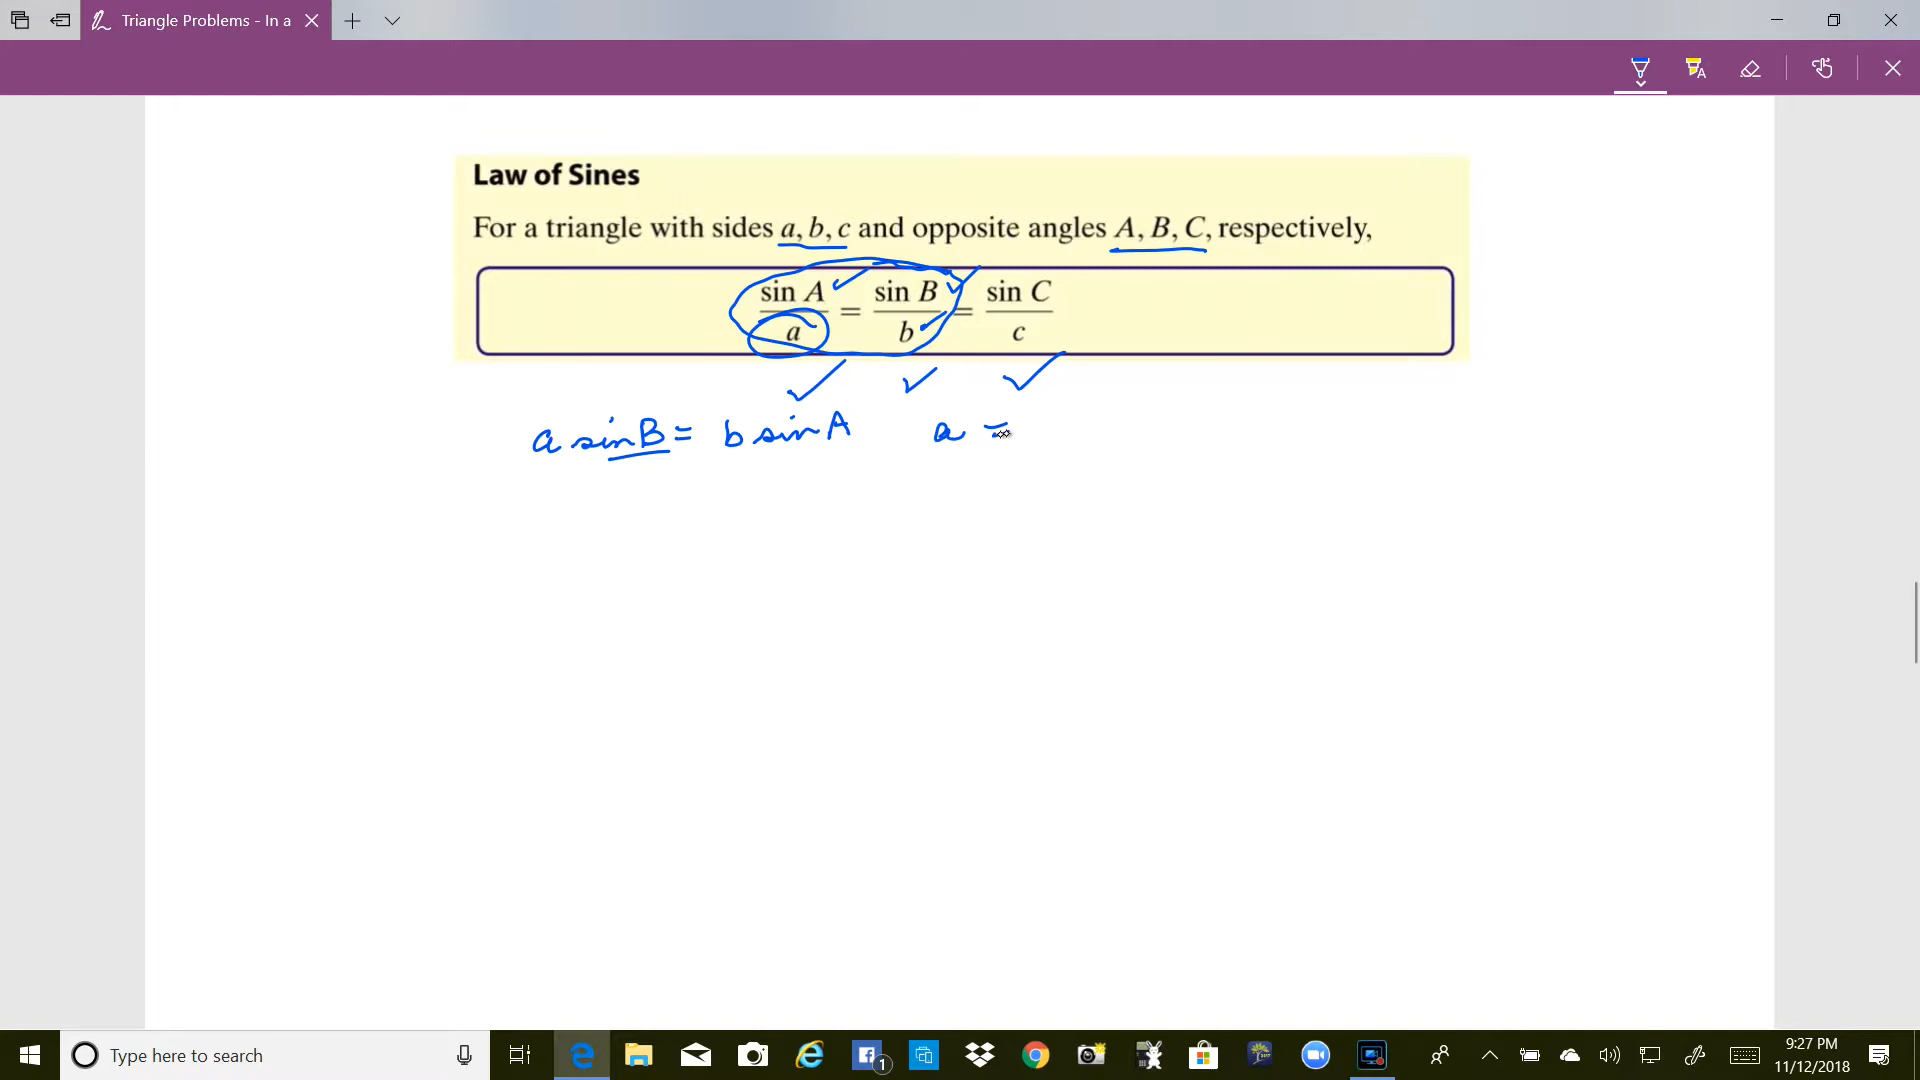 Triangle Problems - In a
Law of Sines
For a triangle with sides a, b, c and opposite angles A, B, C, respectively,
sin A / a = sin B / b = sin C / c
a sin B = b sin A a =
Type here to search
1
9:27 PM
11/12/2018